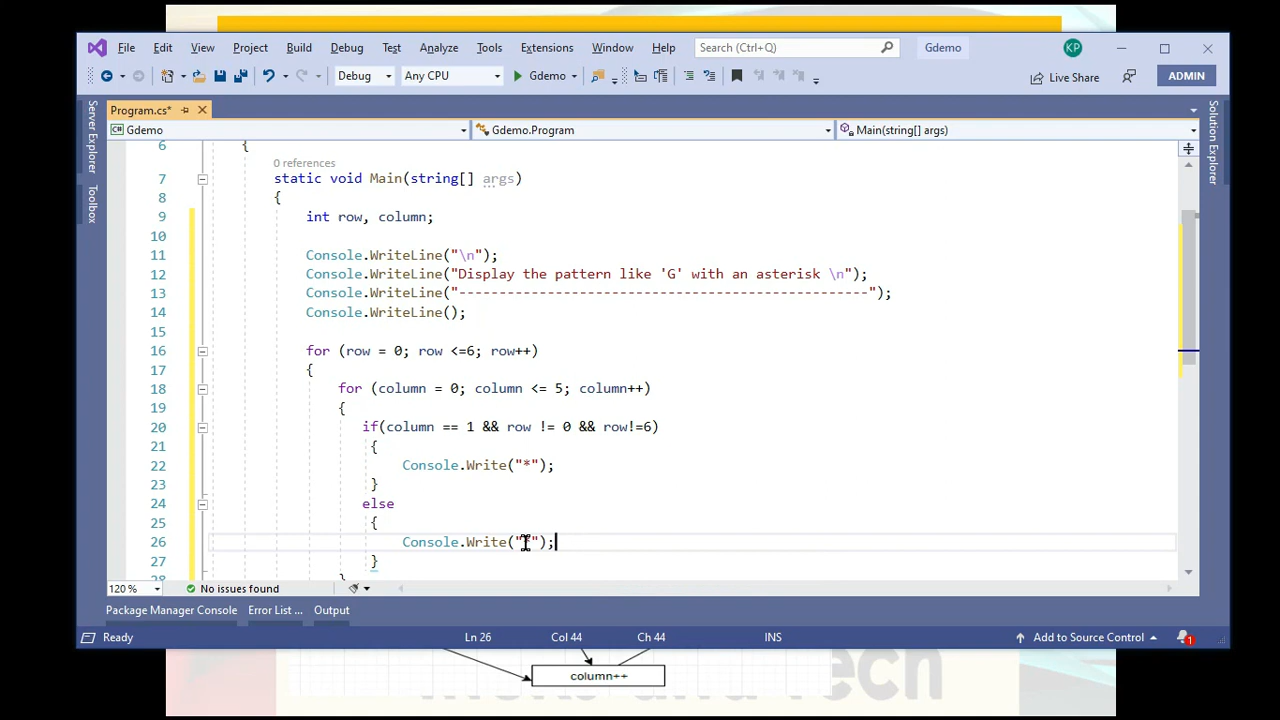 File Edit View Project Build Debug Test Analyze Tools Extensions Window Help Search (Ctrl+Q) Gdemo KP
Debug Any CPU Gdemo Live Share ADMIN
Program.cs*
Gdemo Gdemo.Program Main(string[] args)
Server Explorer
Toolbox
Solution Explorer
6 {
0 references
7 static void Main(string[] args)
8 {
9 int row, column;
10
11 Console.WriteLine("\n");
12 Console.WriteLine("Display the pattern like 'G' with an asterisk \n");
13 Console.WriteLine("---------------------------------------------------");
14 Console.WriteLine();
15
16 for (row = 0; row <=6; row++)
17 {
18 for (column = 0; column <= 5; column++)
19 {
20 if(column == 1 && row != 0 && row!=6)
21 {
22 Console.Write("*");
23 }
24 else
25 {
26 Console.Write("*");
27 }
28 }
120 % No issues found
Package Manager Console Error List ... Output
Ready Ln 26 Col 44 Ch 44 INS Add to Source Control 1
column++
Tech